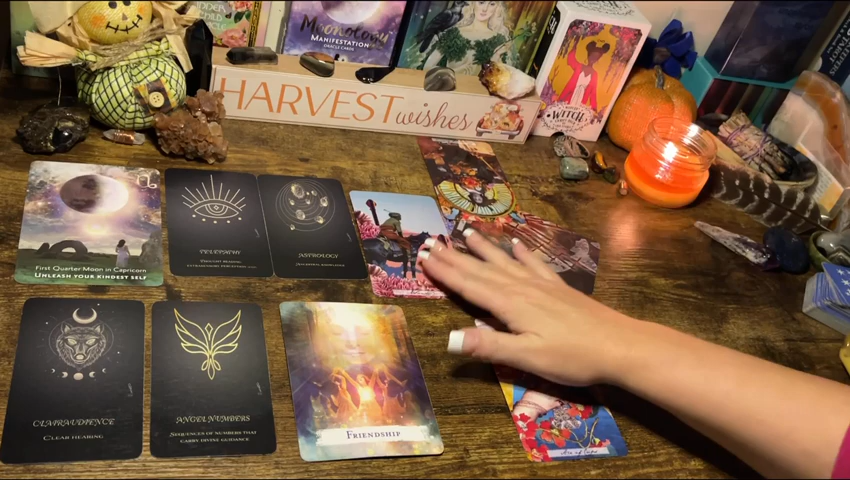 Moonology
MANIFESTATION
ORACLE CARDS
HARVEST wishes
WITCH
First Quarter Moon in Capricorn
UNLEASH YOUR KINDEST SELF
TELEPATHY
ASTROLOGY
CLAIRAUDIENCE
CLEAR HEARING
ANGEL NUMBERS
SEQUENCES OF NUMBERS THAT
CARRY DIVINE GUIDANCE
FRIENDSHIP
Ace of Cups